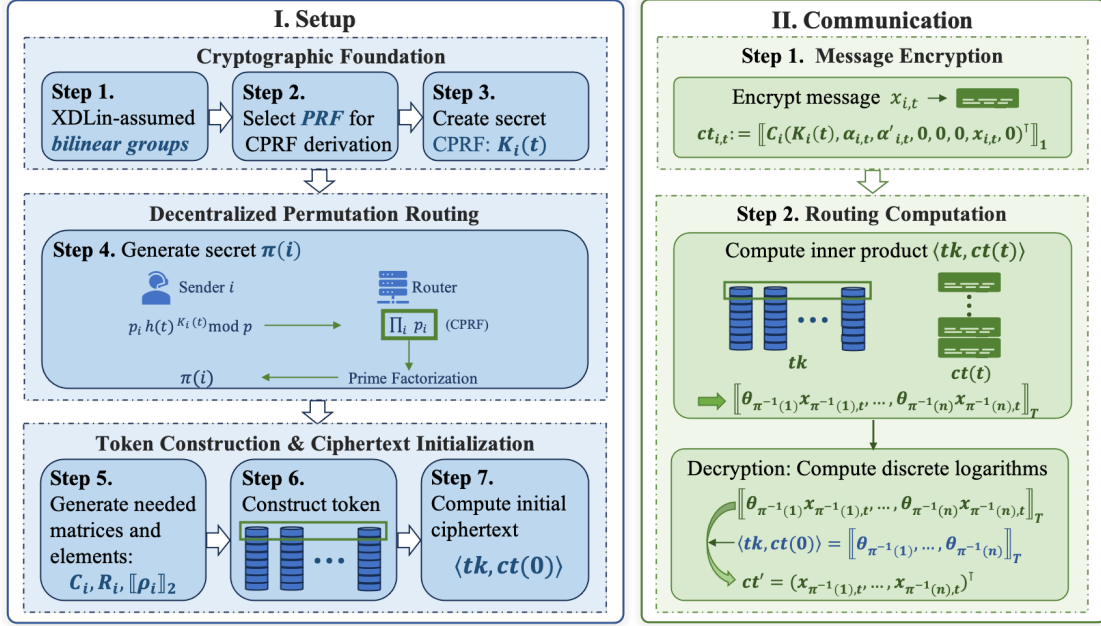 I. Setup
Cryptographic Foundation
Step 1.
XDLin-assumed
bilinear groups
Step 2.
Select PRF for
CPRF derivation
Step 3.
Create secret
CPRF: K_i(t)
Decentralized Permutation Routing
Step 4. Generate secret π(i)
Sender i
Router
p_i h(t)^{K_i(t)} mod p
∏_i p_i (CPRF)
π(i)
Prime Factorization
Token Construction & Ciphertext Initialization
Step 5.
Generate needed
matrices and
elements:
C_i, R_i, ⟦ρ_i⟧_2
Step 6.
Construct token
...
Step 7.
Compute initial
ciphertext
⟨tk, ct(0)⟩
II. Communication
Step 1. Message Encryption
Encrypt message x_{i,t} →
ct_{i,t} := ⟦C_i(K_i(t), α_{i,t}, α'_{i,t}, 0, 0, 0, x_{i,t}, 0)^⊤⟧_1
Step 2. Routing Computation
Compute inner product ⟨tk, ct(t)⟩
...
tk
ct(t)
⟦θ_{π^{-1}(1)} x_{π^{-1}(1),t}, ..., θ_{π^{-1}(n)} x_{π^{-1}(n),t}⟧_T
Decryption: Compute discrete logarithms
⟦θ_{π^{-1}(1)} x_{π^{-1}(1),t}, ..., θ_{π^{-1}(n)} x_{π^{-1}(n),t}⟧_T
⟨tk, ct(0)⟩ = ⟦θ_{π^{-1}(1)}, ..., θ_{π^{-1}(n)}⟧_T
ct' = (x_{π^{-1}(1),t}, ..., x_{π^{-1}(n),t})^⊤